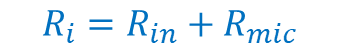 R_i = R_in + R_mic